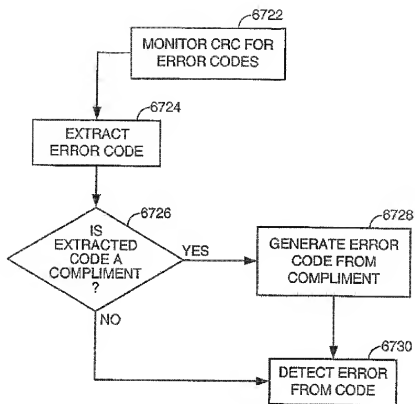 6722
MONITOR CRC FOR
ERROR CODES
6724
EXTRACT
ERROR CODE
6726
IS
EXTRACTED
CODE A
COMPLIMENT
?
YES
6728
GENERATE ERROR
CODE FROM
COMPLIMENT
NO
6730
DETECT ERROR
FROM CODE